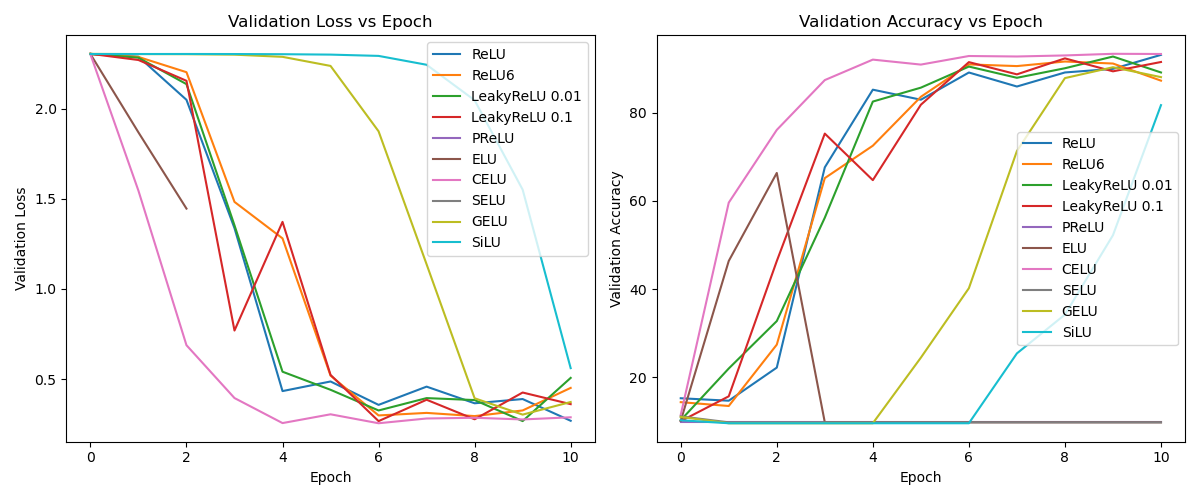 Validation Loss vs Epoch
Validation Loss
2.0
1.5
1.0
0.5
0 2 4 6 8 10
Epoch
ReLU
ReLU6
LeakyReLU 0.01
LeakyReLU 0.1
PReLU
ELU
CELU
SELU
GELU
SiLU
Validation Accuracy vs Epoch
Validation Accuracy
80
60
40
20
0 2 4 6 8 10
Epoch
ReLU
ReLU6
LeakyReLU 0.01
LeakyReLU 0.1
PReLU
ELU
CELU
SELU
GELU
SiLU